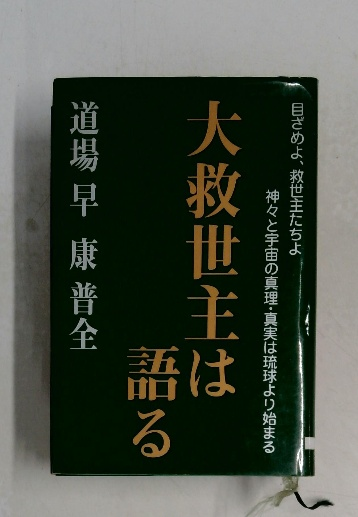 目ざめよ、救世主たちよ
神々と宇宙の真理・真実は琉球より始まる
大救世主は
語る
道場早 康普全